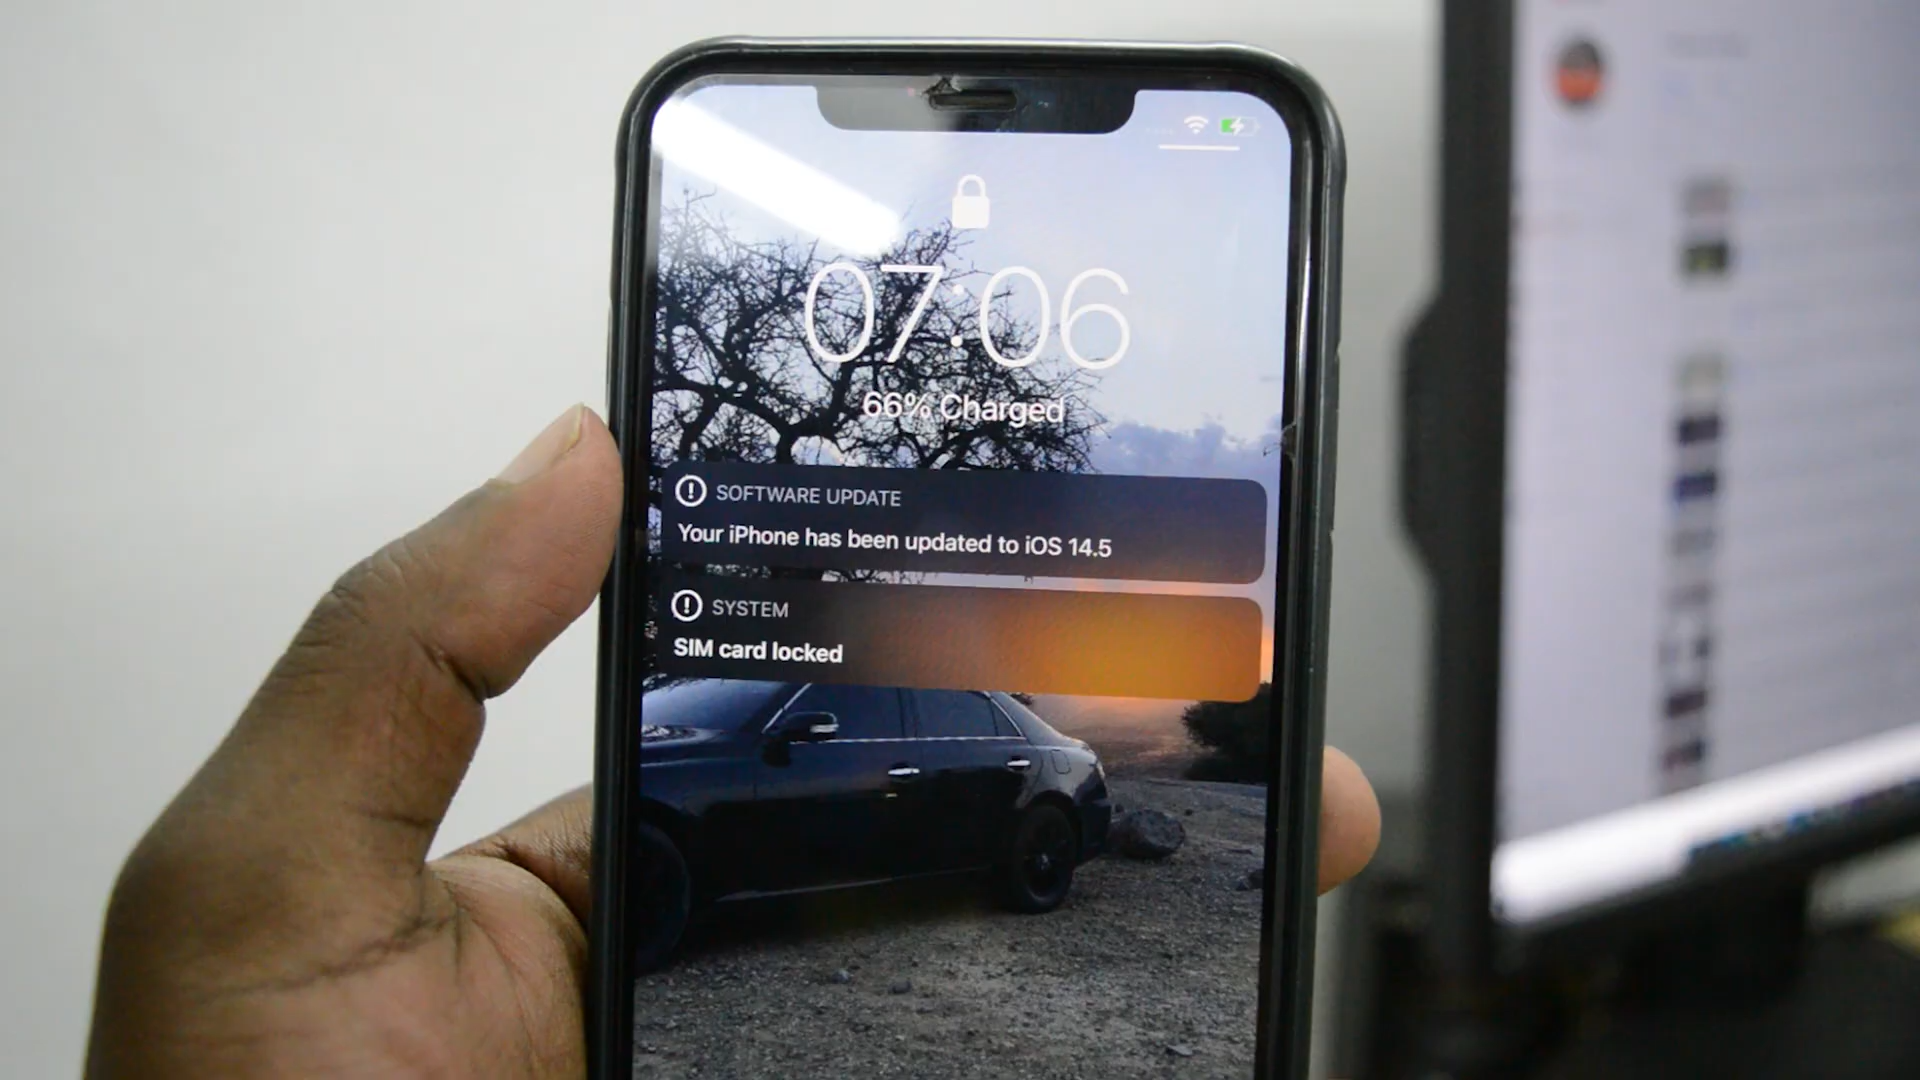 07:06
66% Charged
SOFTWARE UPDATE
Your iPhone has been updated to iOS 14.5
SYSTEM
SIM card locked